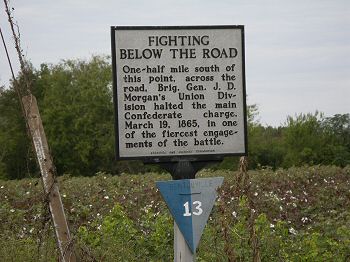 FIGHTING
BELOW THE ROAD
One-half mile south of
this point, across the
road, Brig. Gen. J. D.
Morgan's Union Div-
ision halted the main
Confederate charge,
March 19, 1865, in one
of the fiercest engage-
ments of the battle.
BENTONVILLE
13